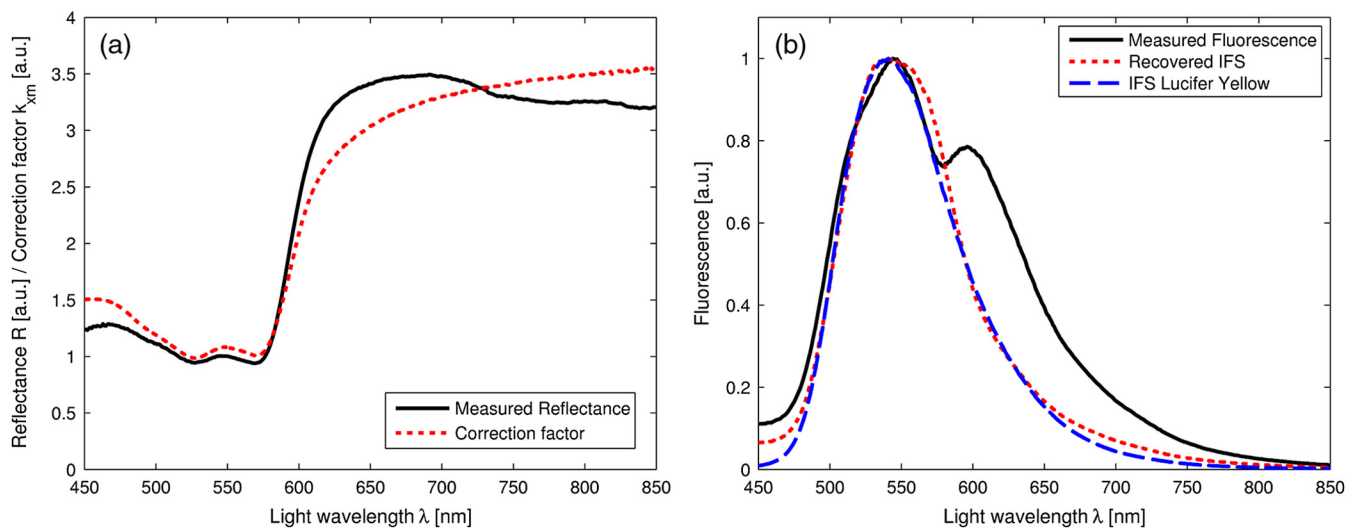 (a)
Reflectance R [a.u.] / Correction factor k_xm [a.u.]
4
3.5
3
2.5
2
1.5
1
0.5
0
450 500 550 600 650 700 750 800 850
Light wavelength λ [nm]
Measured Reflectance
Correction factor
(b)
Fluorescence [a.u.]
1
0.8
0.6
0.4
0.2
0
450 500 550 600 650 700 750 800 850
Light wavelength λ [nm]
Measured Fluorescence
Recovered IFS
IFS Lucifer Yellow